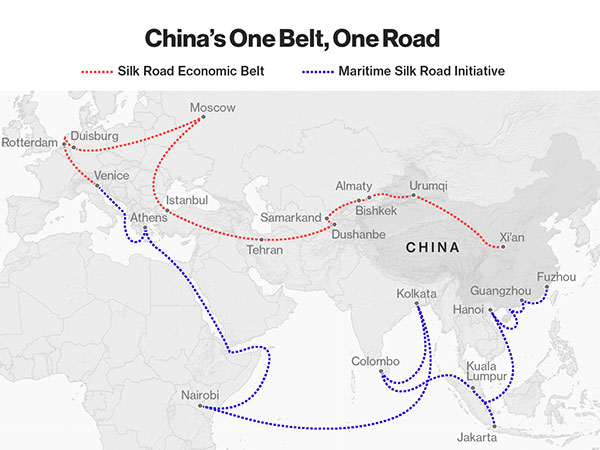 China's One Belt, One Road
Silk Road Economic Belt
Maritime Silk Road Initiative
Moscow
Rotterdam
Duisburg
Venice
Almaty
Urumqi
Istanbul
Samarkand
Bishkek
Athens
Dushanbe
Xi'an
Tehran
CHINA
Fuzhou
Kolkata
Guangzhou
Hanoi
Colombo
Kuala
Lumpur
Nairobi
Jakarta